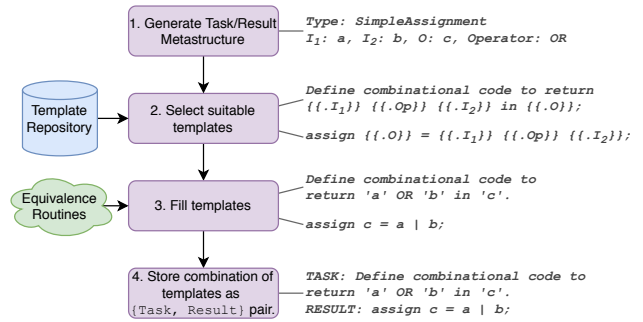 1. Generate Task/Result
Metastructure
Type: SimpleAssignment
I₁: a, I₂: b, O: c, Operator: OR
Template
Repository
2. Select suitable
templates
Define combinational code to return
{{.I₁}} {{.Op}} {{.I₂}} in {{.O}};
assign {{.O}} = {{.I₁}} {{.Op}} {{.I₂}};
Equivalence
Routines
3. Fill templates
Define combinational code to
return 'a' OR 'b' in 'c'.
assign c = a | b;
4. Store combination of
templates as
{Task, Result} pair.
TASK: Define combinational code to
return 'a' OR 'b' in 'c'.
RESULT: assign c = a | b;